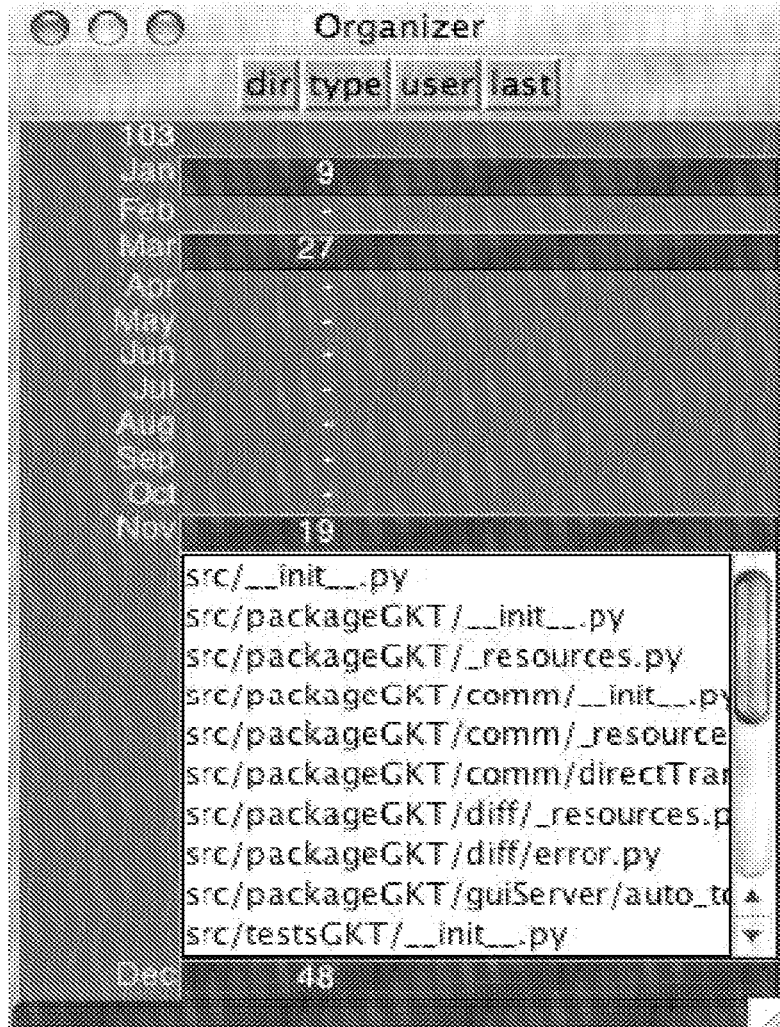 Organizer
dir type user last
103
Jan 9
Feb -
Mar 27
Apr -
May -
Jun -
Jul -
Aug -
Sep -
Oct -
Nov 19
src/__init__.py
src/packageGKT/__init__.py
src/packageGKT/_resources.py
src/packageGKT/comm/__init__.py
src/packageGKT/comm/_resource
src/packageGKT/comm/directTran
src/packageGKT/diff/_resources.p
src/packageGKT/diff/error.py
src/packageGKT/guiServer/auto_to
src/testsGKT/__init__.py
Dec 48